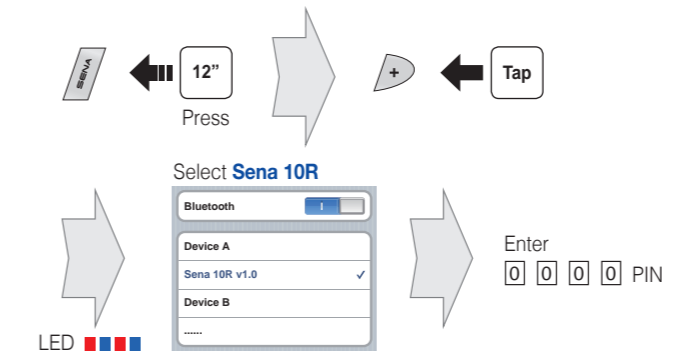 SENA
12”
Press
+
Tap
Select Sena 10R
Bluetooth
I
Device A
Sena 10R v1.0
Device B
......
LED
Enter
0 0 0 0 PIN